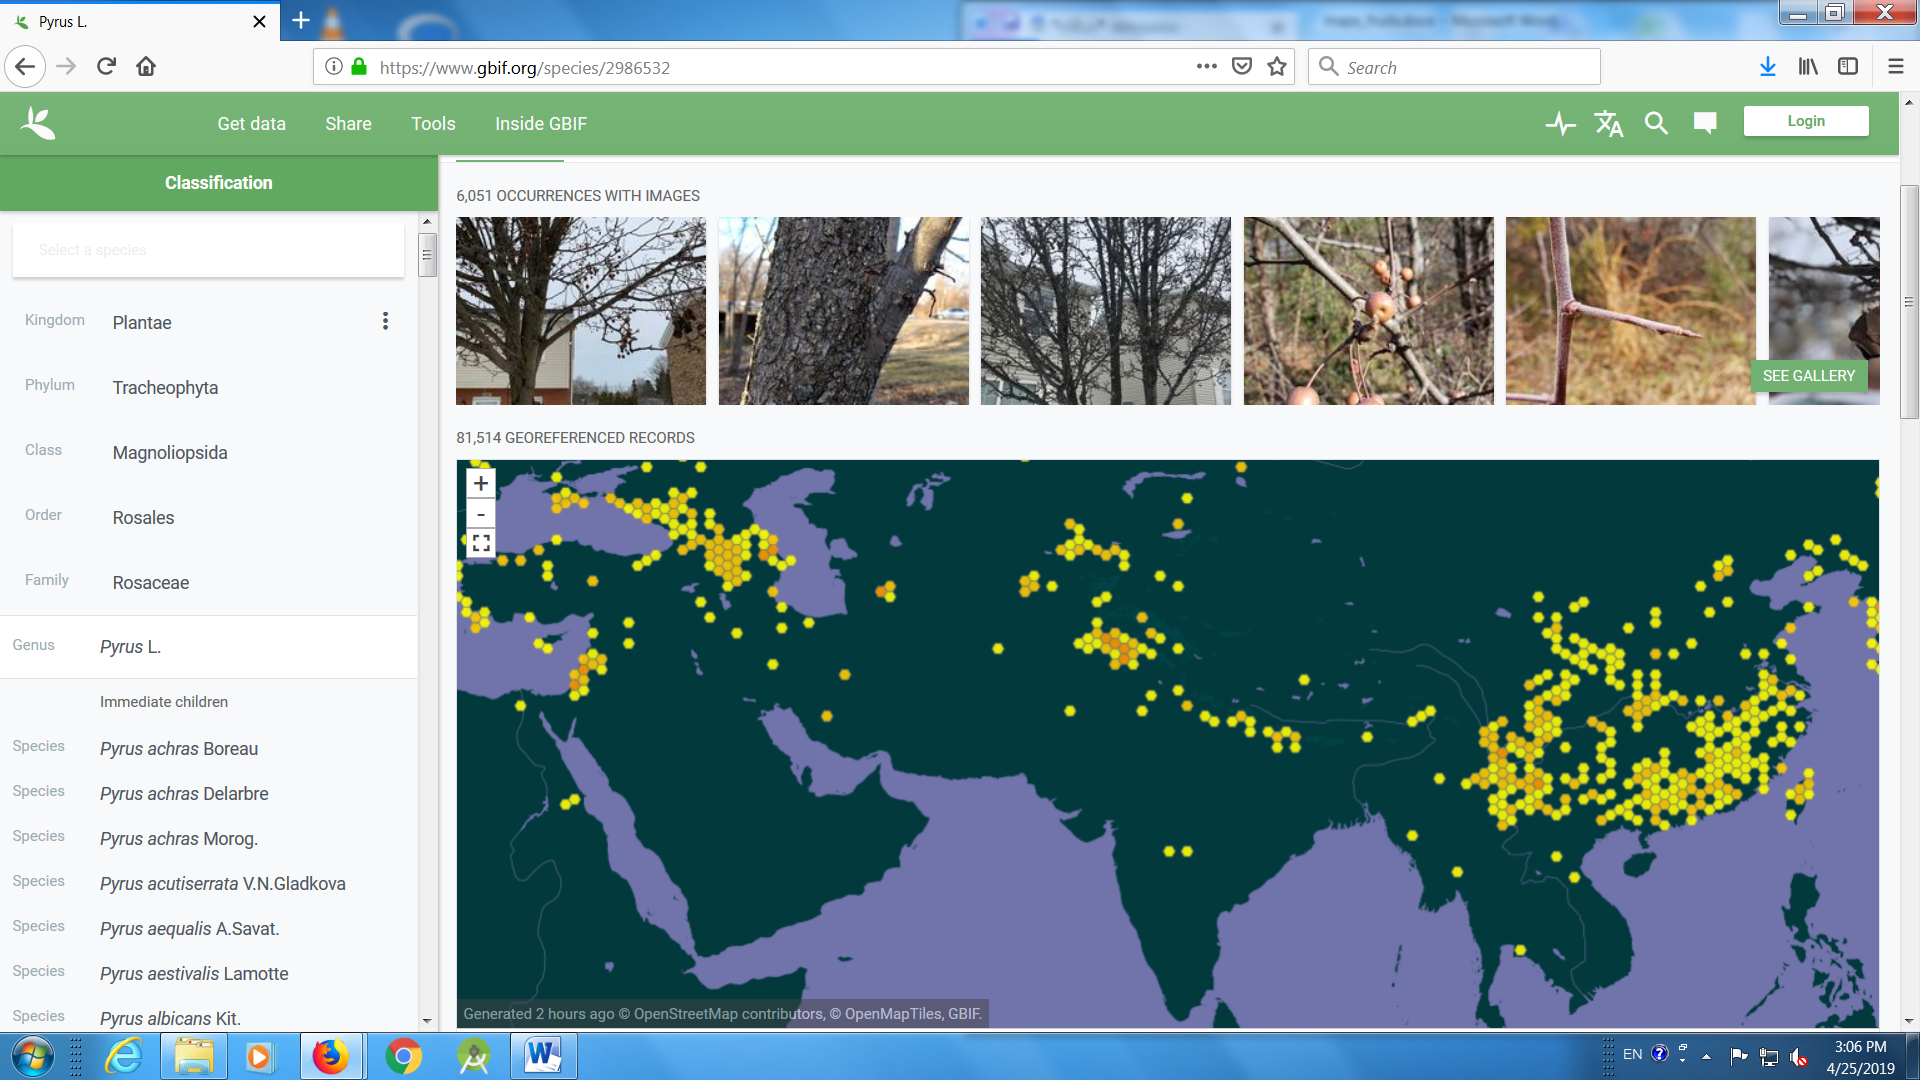 Pyrus L.
https://www.gbif.org/species/2986532
Search
Get data Share Tools Inside GBIF
Login
Classification
Select a species
Kingdom Plantae
Phylum Tracheophyta
Class Magnoliopsida
Order Rosales
Family Rosaceae
Genus Pyrus L.
Immediate children
Species Pyrus achras Boreau
Species Pyrus achras Delarbre
Species Pyrus achras Morog.
Species Pyrus acutiserrata V.N.Gladkova
Species Pyrus aequalis A.Savat.
Species Pyrus aestivalis Lamotte
Species Pyrus albicans Kit.
6,051 OCCURRENCES WITH IMAGES
SEE GALLERY
81,514 GEOREFERENCED RECORDS
+
-
Generated 2 hours ago © OpenStreetMap contributors, © OpenMapTiles, GBIF.
EN
3:06 PM
4/25/2019